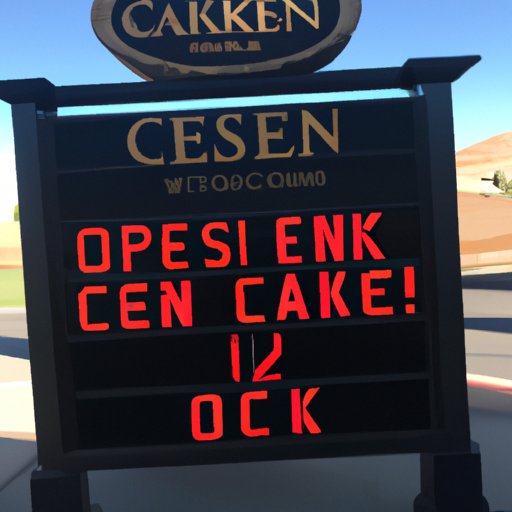 CAKKEN
CESEN
OPESI ENK
CEN CAKE!
12
OCK